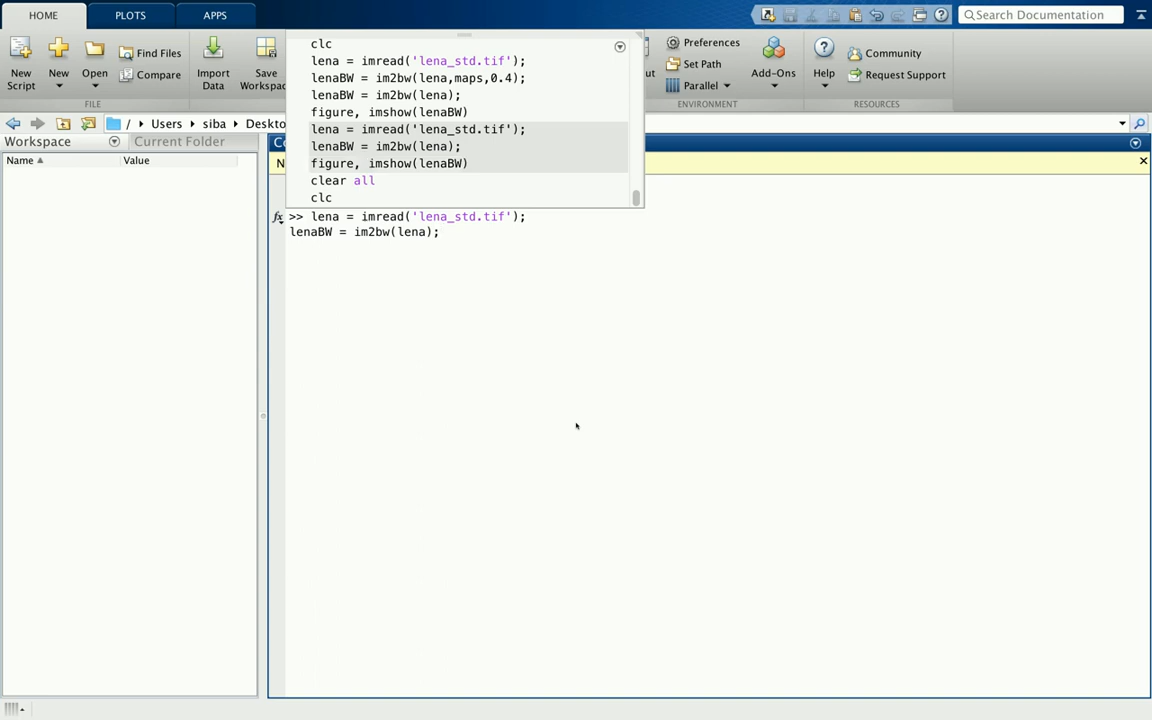 HOME PLOTS APPS
Search Documentation
New Script
New
Open
Find Files
Compare
Import Data
Save
Workspac
Preferences
Set Path
Parallel
Add-Ons
Help
Community
Request Support
FILE
ENVIRONMENT
RESOURCES
/ Users siba Deskto
Workspace
Current Folder
Name Value
clc
lena = imread('lena_std.tif');
lenaBW = im2bw(lena,maps,0.4);
lenaBW = im2bw(lena);
figure, imshow(lenaBW)
lena = imread('lena_std.tif');
lenaBW = im2bw(lena);
figure, imshow(lenaBW)
clear all
clc
fx >> lena = imread('lena_std.tif');
lenaBW = im2bw(lena);